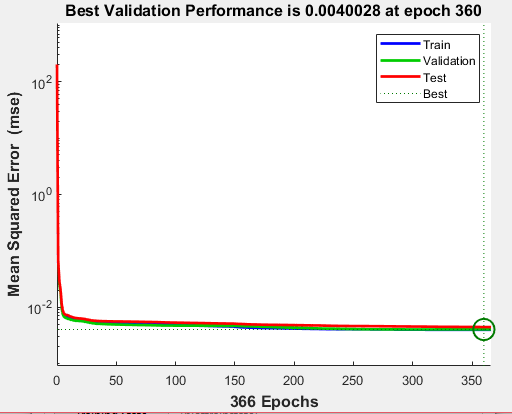 Best Validation Performance is 0.0040028 at epoch 360
Train
Validation
Test
Best
Mean Squared Error (mse)
10^2
10^0
10^-2
0 50 100 150 200 250 300 350
366 Epochs